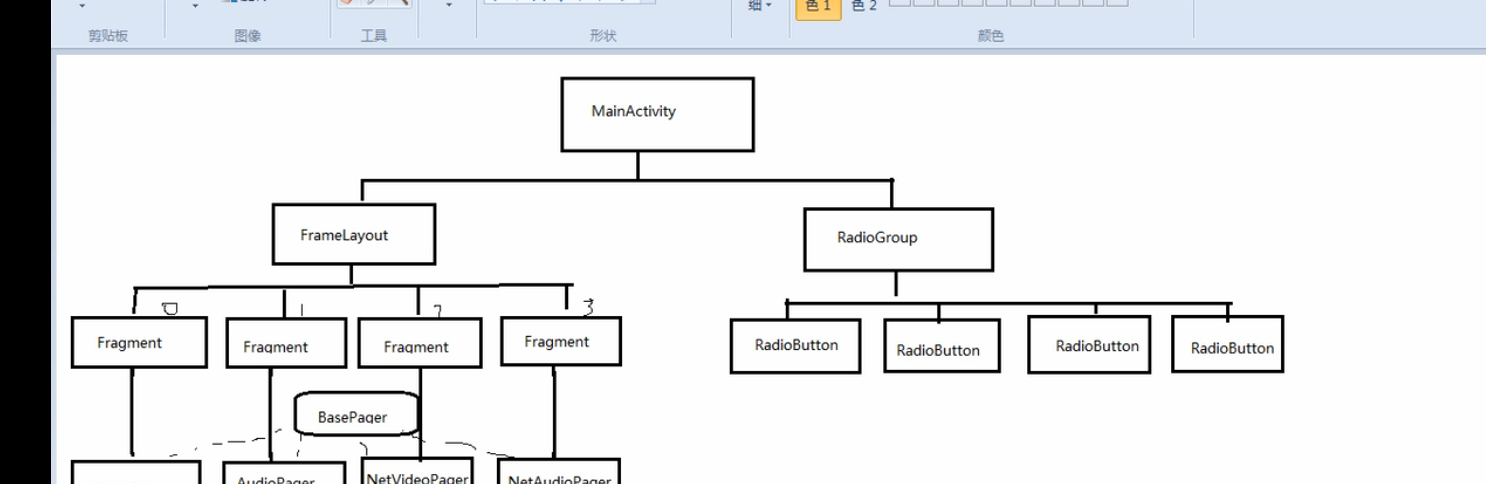 细 色 1 色 2
剪贴板 图像 工具 形状 颜色
MainActivity
FrameLayout RadioGroup
0 1 2 3
Fragment Fragment Fragment Fragment RadioButton RadioButton RadioButton RadioButton
BasePager
AudioPager NetVideoPager NetAudioPager